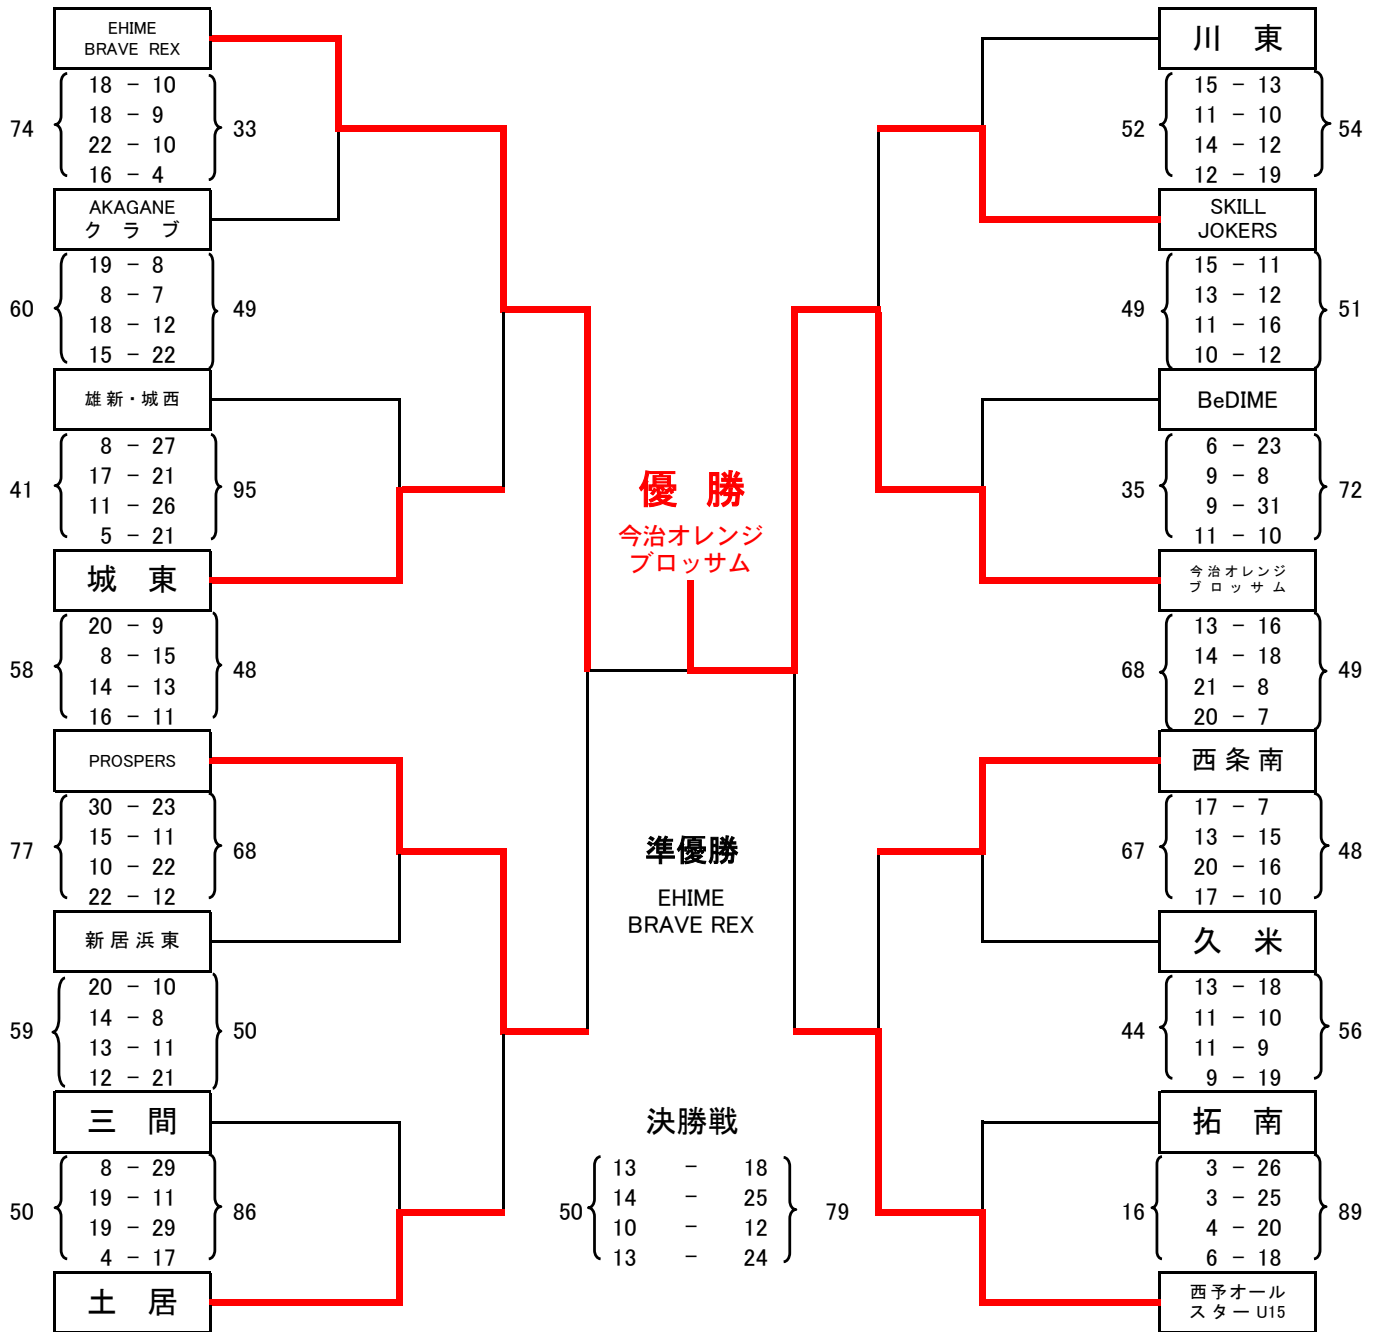 EHIME
BRAVE REX
18 - 10
18 - 9
22 - 10
16 - 4
74
33
AKAGANE
クラブ
19 - 8
8 - 7
18 - 12
15 - 22
60
49
雄新・城西
8 - 27
17 - 21
11 - 26
5 - 21
41
95
城東
20 - 9
8 - 15
14 - 13
16 - 11
58
48
PROSPERS
30 - 23
15 - 11
10 - 22
22 - 12
77
68
新居浜東
20 - 10
14 - 8
13 - 11
12 - 21
59
50
三間
8 - 29
19 - 11
19 - 29
4 - 17
50
86
土居
優勝
今治オレンジ
ブロッサム
準優勝
EHIME
BRAVE REX
決勝戦
13 - 18
14 - 25
10 - 12
13 - 24
50
79
川東
15 - 13
11 - 10
14 - 12
12 - 19
52
54
SKILL
JOKERS
15 - 11
13 - 12
11 - 16
10 - 12
49
51
BeDIME
6 - 23
9 - 8
9 - 31
11 - 10
35
72
今治オレンジ
ブロッサム
13 - 16
14 - 18
21 - 8
20 - 7
68
49
西条南
17 - 7
13 - 15
20 - 16
17 - 10
67
48
久米
13 - 18
11 - 10
11 - 9
9 - 19
44
56
拓南
3 - 26
3 - 25
4 - 20
6 - 18
16
89
西予オール
スターU15